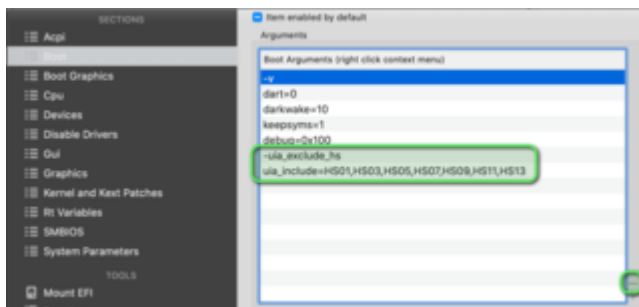 SECTIONS
Acpi
Boot
Boot Graphics
Cpu
Devices
Disable Drivers
Gui
Graphics
Kernel and Kext Patches
Rt Variables
SMBIOS
System Parameters
TOOLS
Mount EFI
Item enabled by default
Arguments
Boot Arguments (right click context menu)
-v
dart=0
darkwake=10
keepsyms=1
debug=0x100
-uia_exclude_hs
uia_include=HS01,HS03,HS05,HS07,HS09,HS11,HS13